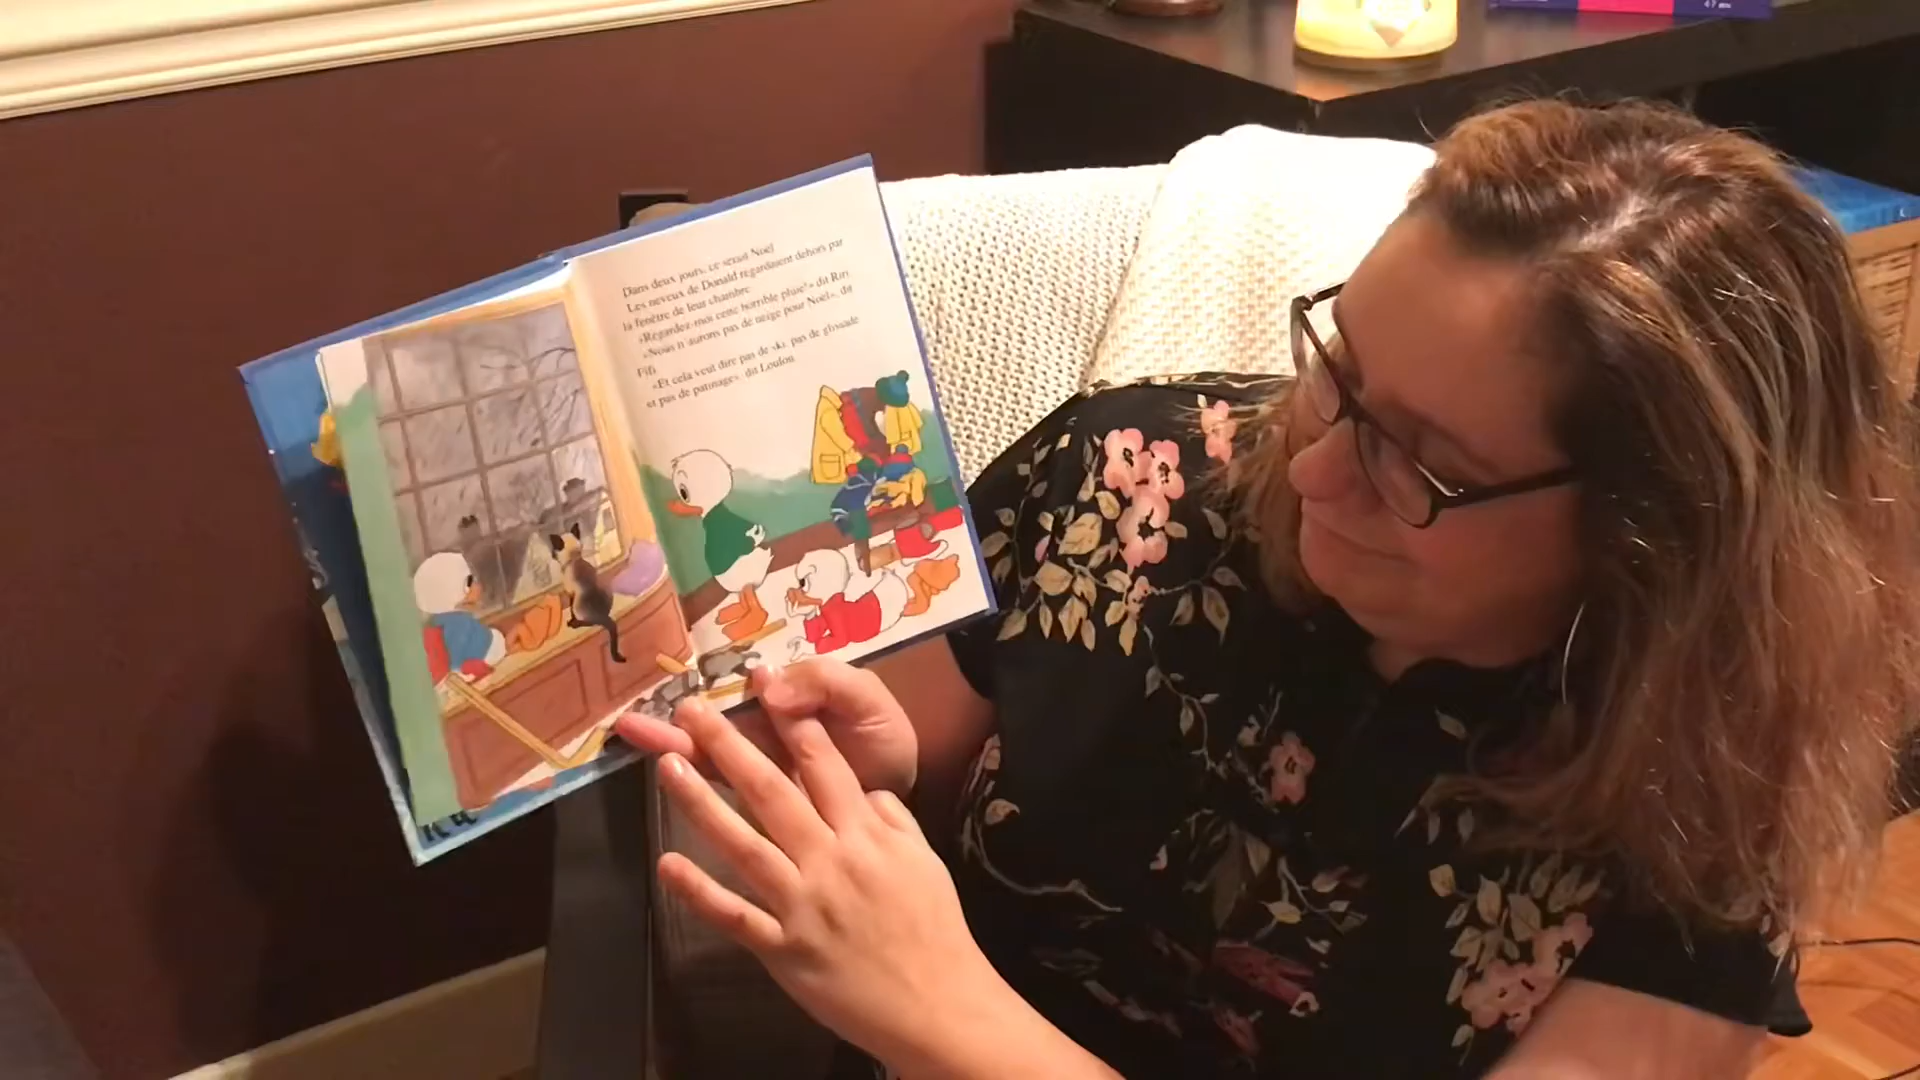 Dans deux jours, ce serait Noël.
Les neveux de Donald regardaient dehors par
la fenêtre de leur chambre.
«Regardez-moi cette horrible pluie!» dit Riri.
«Nous n'aurons pas de neige pour Noël», dit
Fifi.
«Et cela veut dire pas de ski, pas de glissade
et pas de patinage», dit Loulou.